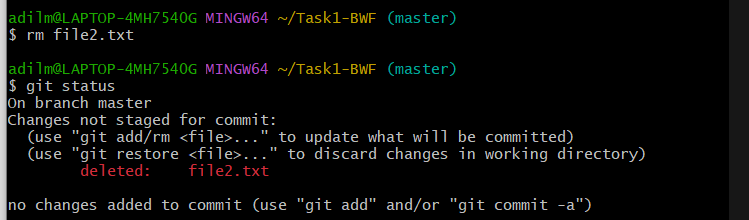 adilm@LAPTOP-4MH754OG MINGW64 ~/Task1-BWF (master)
$ rm file2.txt

adilm@LAPTOP-4MH754OG MINGW64 ~/Task1-BWF (master)
$ git status
On branch master
Changes not staged for commit:
  (use "git add/rm <file>..." to update what will be committed)
  (use "git restore <file>..." to discard changes in working directory)
        deleted:    file2.txt

no changes added to commit (use "git add" and/or "git commit -a")